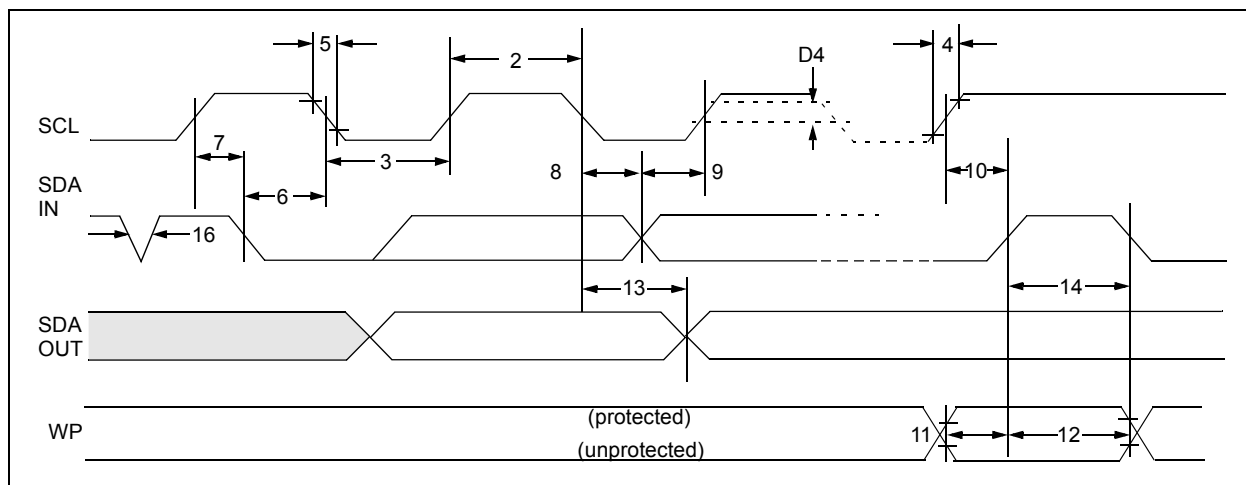 5
2
D4
4
SCL
7
3
8
9
10
SDA
IN
6
16
13
14
SDA
OUT
WP
(protected)
(unprotected)
11
12